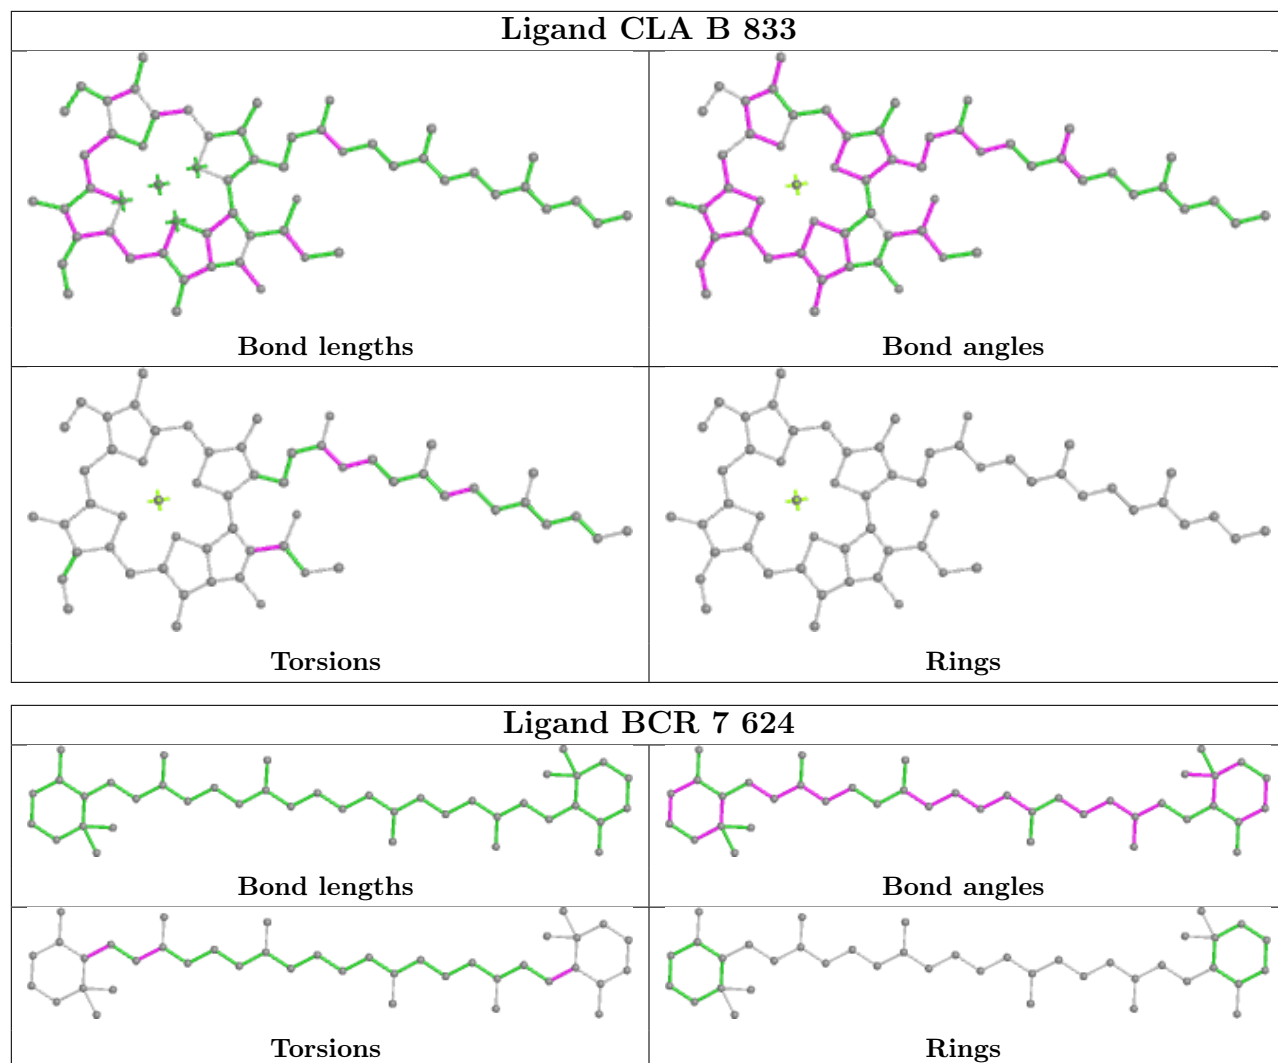 Ligand CLA B 833
Bond lengths
Bond angles
Torsions
Rings
Ligand BCR 7 624
Bond lengths
Bond angles
Torsions
Rings